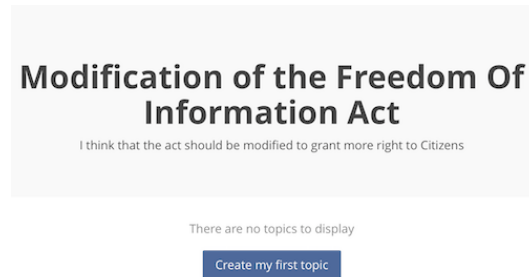 Modification of the Freedom Of
Information Act
I think that the act should be modified to grant more right to Citizens
There are no topics to display
Create my first topic